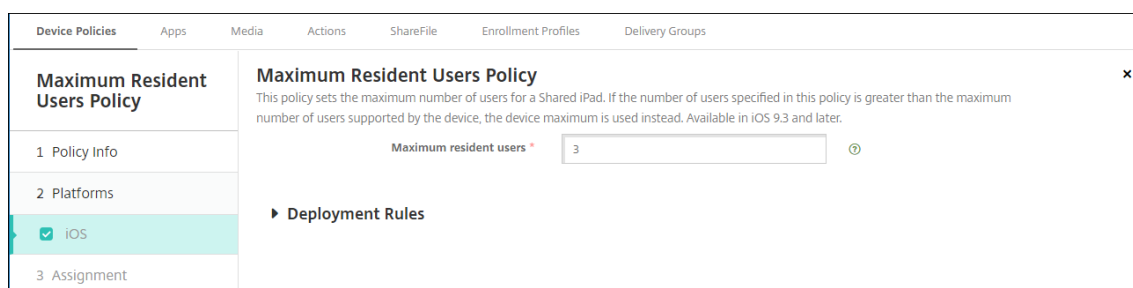 Device Policies Apps Media Actions ShareFile Enrollment Profiles Delivery Groups
Maximum Resident
Users Policy
1 Policy Info
2 Platforms
iOS
3 Assignment
Maximum Resident Users Policy
This policy sets the maximum number of users for a Shared iPad. If the number of users specified in this policy is greater than the maximum
number of users supported by the device, the device maximum is used instead. Available in iOS 9.3 and later.
Maximum resident users * 3
Deployment Rules